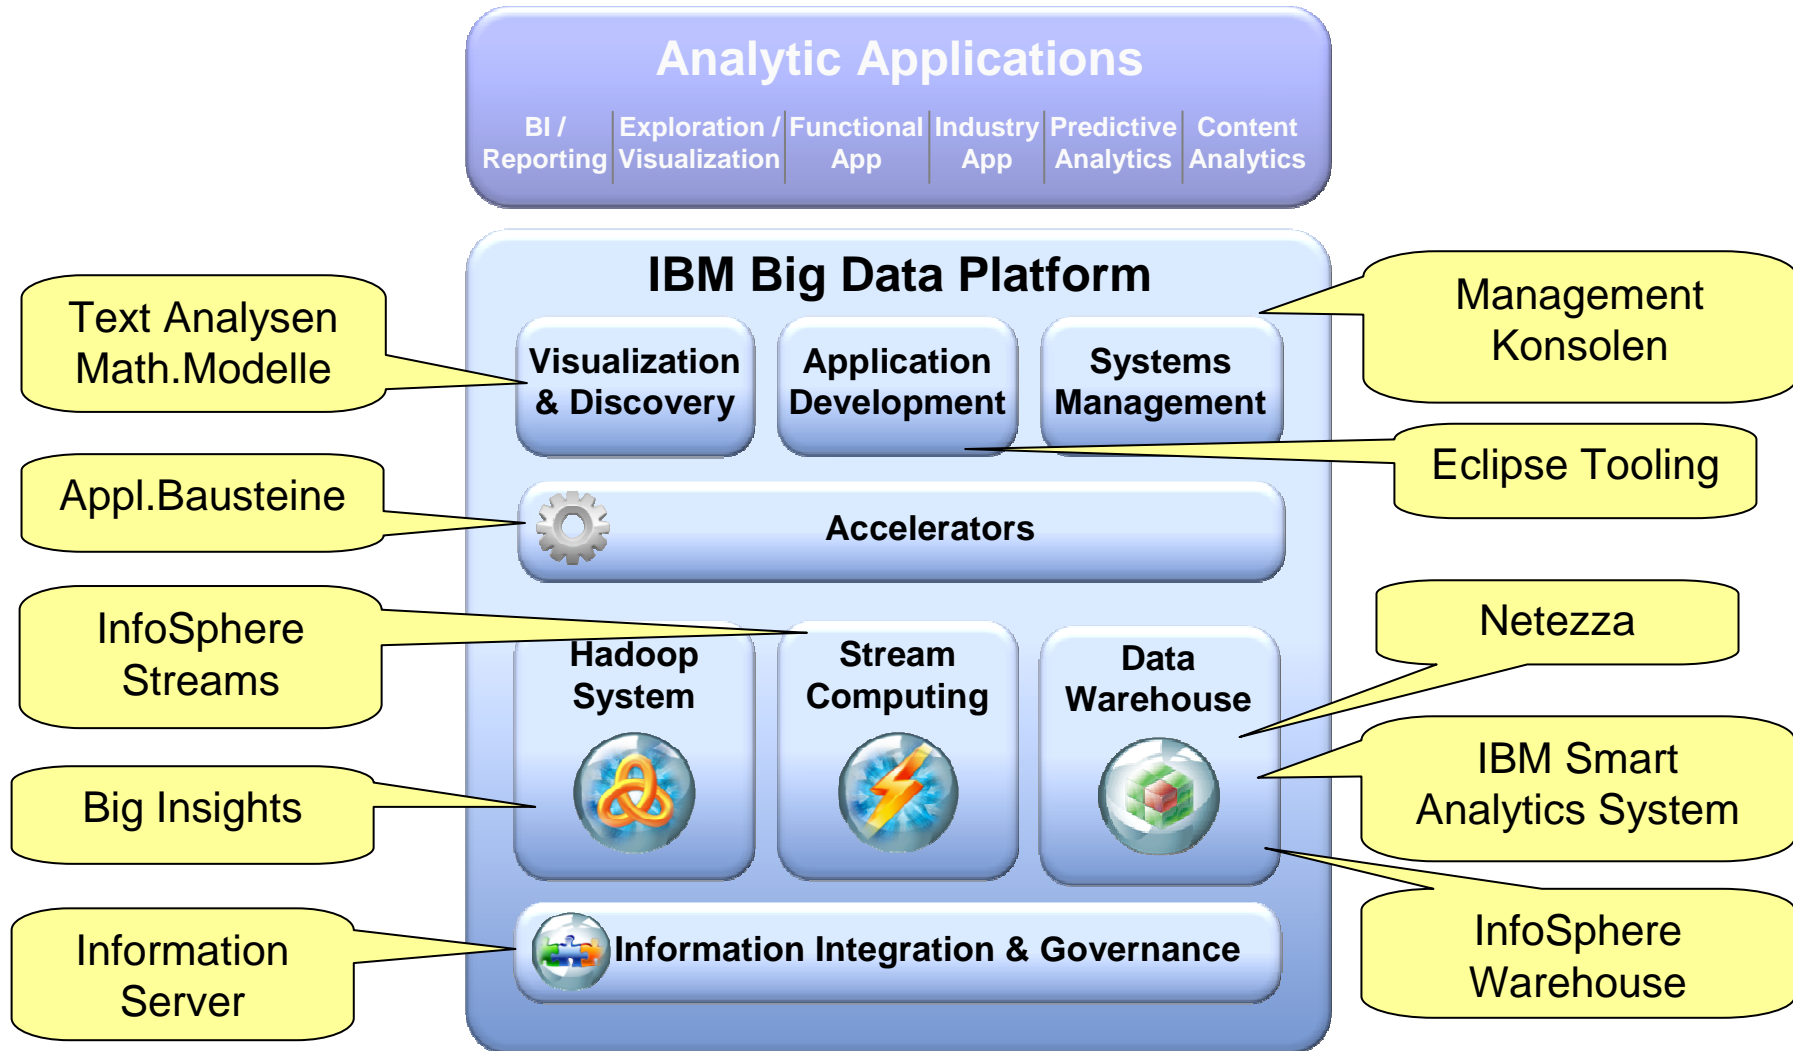 Analytic Applications
BI /
Reporting
Exploration /
Visualization
Functional
App
Industry
App
Predictive
Analytics
Content
Analytics
IBM Big Data Platform
Text Analysen
Math.Modelle
Visualization
& Discovery
Application
Development
Systems
Management
Management
Konsolen
Eclipse Tooling
Appl.Bausteine
Accelerators
InfoSphere
Streams
Hadoop
System
Stream
Computing
Data
Warehouse
Netezza
Big Insights
IBM Smart
Analytics System
Information
Server
Information Integration & Governance
InfoSphere
Warehouse